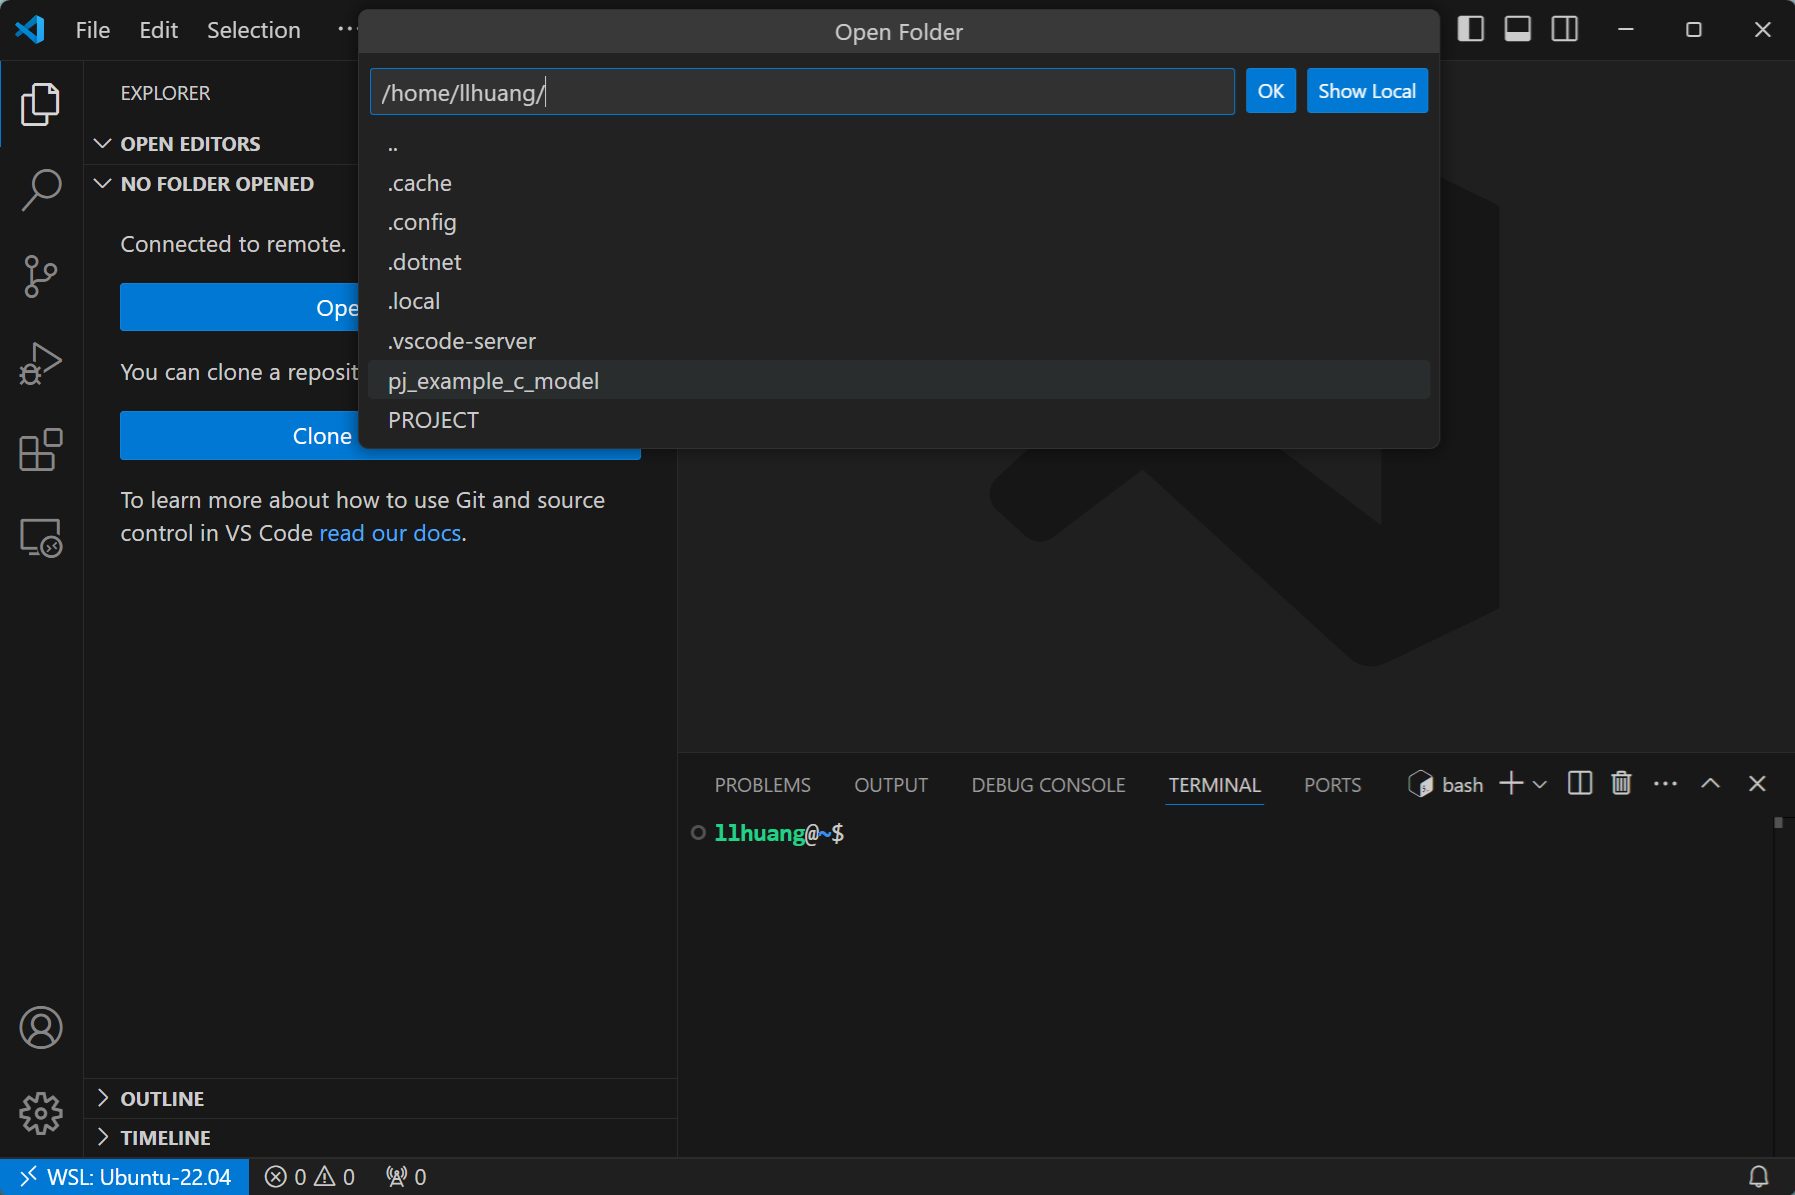 File Edit Selection ···
Open Folder
/home/llhuang/
OK
Show Local
..
.cache
.config
.dotnet
.local
.vscode-server
pj_example_c_model
PROJECT
EXPLORER
OPEN EDITORS
NO FOLDER OPENED
Connected to remote.
Ope
You can clone a reposit
Clone
To learn more about how to use Git and source
control in VS Code read our docs.
PROBLEMS OUTPUT DEBUG CONSOLE TERMINAL PORTS bash
llhuang@~$
OUTLINE
TIMELINE
WSL: Ubuntu-22.04 0 0 0